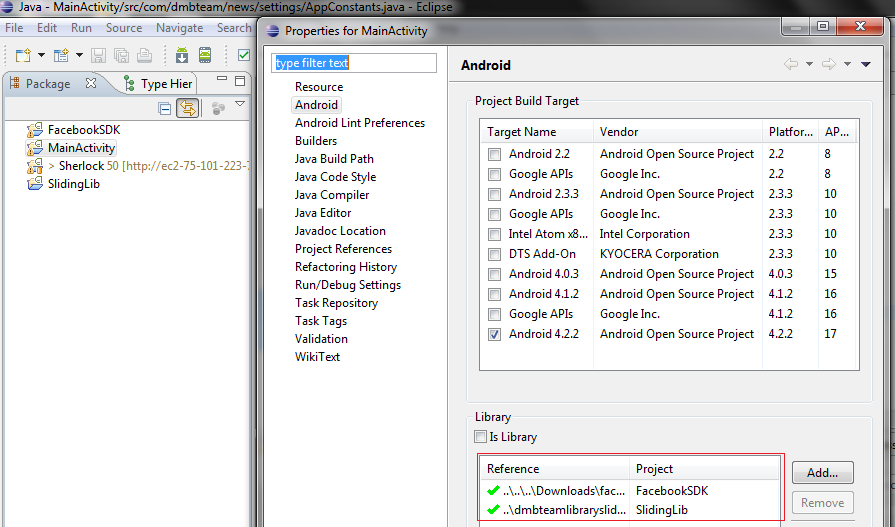 Java - MainActivity/src/com/dmbteam/news/settings/AppConstants.java - Eclipse
File Edit Run Source Navigate Search
Package Type Hier
FacebookSDK
MainActivity
> Sherlock 50 [http://ec2-75-101-223-
SlidingLib
Properties for MainActivity
type filter text
Resource
Android
Android Lint Preferences
Builders
Java Build Path
Java Code Style
Java Compiler
Java Editor
Javadoc Location
Project References
Refactoring History
Run/Debug Settings
Task Repository
Task Tags
Validation
WikiText
Android
Project Build Target
Target Name Vendor Platfor... AP...
Android 2.2 Android Open Source Project 2.2 8
Google APIs Google Inc. 2.2 8
Android 2.3.3 Android Open Source Project 2.3.3 10
Google APIs Google Inc. 2.3.3 10
Intel Atom x8... Intel Corporation 2.3.3 10
DTS Add-On KYOCERA Corporation 2.3.3 10
Android 4.0.3 Android Open Source Project 4.0.3 15
Android 4.1.2 Android Open Source Project 4.1.2 16
Google APIs Google Inc. 4.1.2 16
Android 4.2.2 Android Open Source Project 4.2.2 17
Library
Is Library
Reference Project
..\..\..\Downloads\fac... FacebookSDK
..\dmbteamlibraryslid... SlidingLib
Add...
Remove